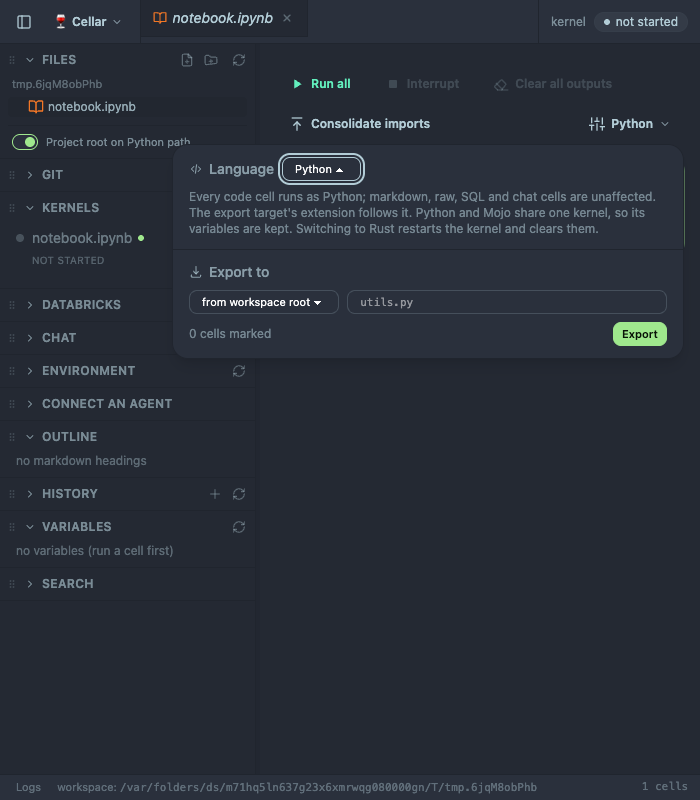 Cellar
notebook.ipynb
kernel
not started
FILES
tmp.6jqM8obPhb
notebook.ipynb
Project root on Python path
GIT
KERNELS
notebook.ipynb
NOT STARTED
DATABRICKS
CHAT
ENVIRONMENT
CONNECT AN AGENT
OUTLINE
no markdown headings
HISTORY
VARIABLES
no variables (run a cell first)
SEARCH
Run all
Interrupt
Clear all outputs
Consolidate imports
Python
Language
Python
Every code cell runs as Python; markdown, raw, SQL and chat cells are unaffected.
The export target's extension follows it. Python and Mojo share one kernel, so its
variables are kept. Switching to Rust restarts the kernel and clears them.
Export to
from workspace root
utils.py
0 cells marked
Export
Logs
workspace: /var/folders/ds/m71hq5ln637g23x6xmrwqg080000gn/T/tmp.6jqM8obPhb
1 cells